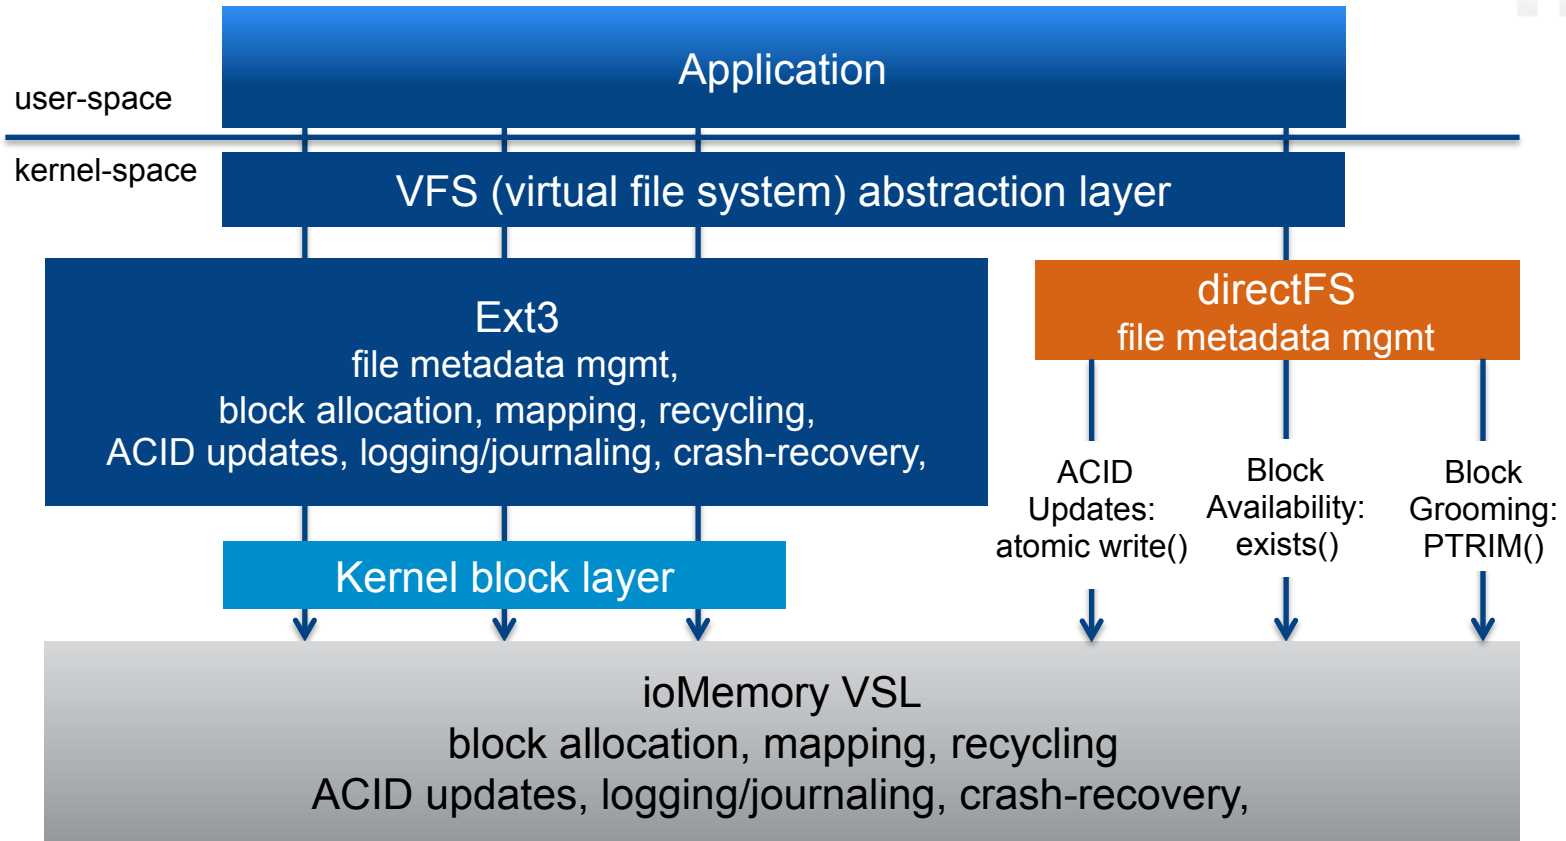 Application
user-space
kernel-space
VFS (virtual file system) abstraction layer
Ext3
file metadata mgmt,
block allocation, mapping, recycling,
ACID updates, logging/journaling, crash-recovery,
directFS
file metadata mgmt
ACID
Updates:
atomic write()
Block
Availability:
exists()
Block
Grooming:
PTRIM()
Kernel block layer
ioMemory VSL
block allocation, mapping, recycling
ACID updates, logging/journaling, crash-recovery,